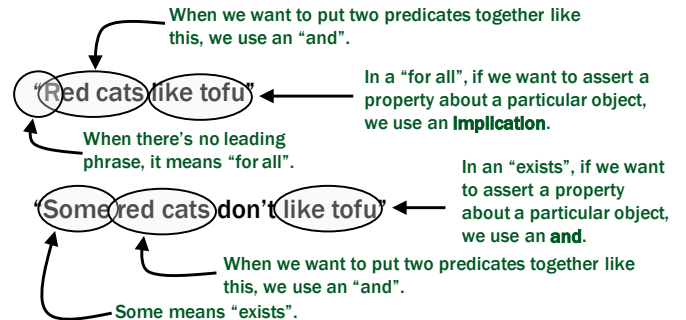 When we want to put two predicates together like
this, we use an “and”.
“Red cats like tofu”
In a “for all”, if we want to assert a
property about a particular object,
we use an implication.
When there’s no leading
phrase, it means “for all”.
“Some red cats don’t like tofu”
In an “exists”, if we want
to assert a property
about a particular object,
we use an and.
When we want to put two predicates together like
this, we use an “and”.
Some means “exists”.